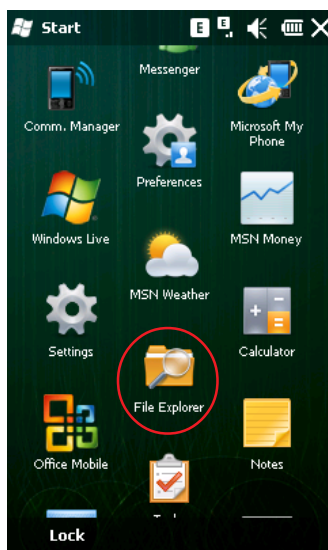 Start
E
E
Messenger
Comm. Manager
Microsoft My
Phone
Preferences
Windows Live
MSN Money
MSN Weather
Settings
Calculator
File Explorer
Office Mobile
Notes
Lock